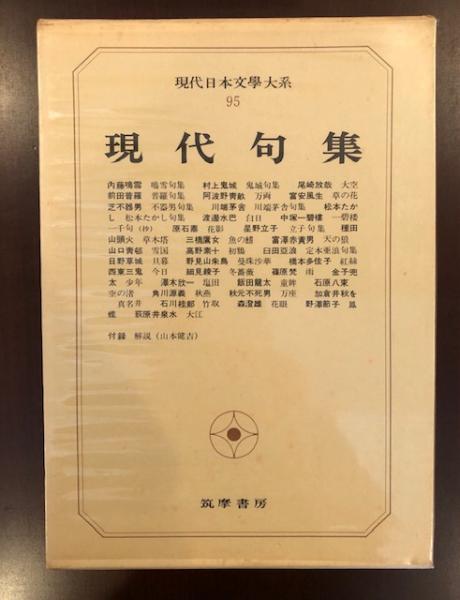 現代日本文學大系
95
現代句集
内藤鳴雪 鳴雪句集 村上鬼城 鬼城句集 尾崎放哉 大空
前田普羅 普羅句集 阿波野青畝 万両 富安風生 草の花
芝不器男 不器男句集 川端茅舎 川端茅舎句集 松本たか
し 松本たかし句集 渡邊水巴 白日 中塚一碧樓 一碧樓
一千句(抄) 原石鼎 花影 星野立子 立子句集 種田
山頭火 草木塔 三橋鷹女 魚の鰭 富澤赤黄男 天の狼
山口青邨 雪国 高野素十 初鴉 臼田亞浪 定本亜浪句集
日野草城 旦暮 野見山朱鳥 曼珠沙華 橋本多佳子 紅絲
西東三鬼 今日 細見綾子 冬薔薇 篠原梵 雨 金子兜
太 少年 澤木欣一 塩田 飯田龍太 童眸 石原八束
空の渚 角川源義 秋燕 秋元不死男 万座 加倉井秋を
真名井 石川桂郎 竹取 森澄雄 花眼 野澤節子 鳳
蝶 荻原井泉水 大江
付録 解説(山本健吉)
筑摩書房